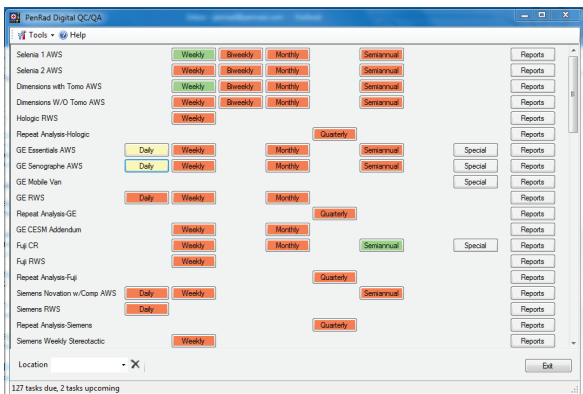 PenRad Digital QC/QA
Tools Help
Selenia 1 AWS Weekly Biweekly Monthly Semiannual Reports
Selenia 2 AWS Weekly Biweekly Monthly Semiannual Reports
Dimensions with Tomo AWS Weekly Biweekly Monthly Semiannual Reports
Dimensions W/O Tomo AWS Weekly Biweekly Monthly Semiannual Reports
Hologic RWS Weekly Reports
Repeat Analysis-Hologic Quarterly Reports
GE Essentials AWS Daily Weekly Monthly Semiannual Special Reports
GE Senographe AWS Daily Weekly Monthly Semiannual Special Reports
GE Mobile Van Special Reports
GE RWS Daily Weekly Monthly Reports
Repeat Analysis-GE Quarterly Reports
GE CESM Addendum Weekly Monthly Reports
Fuji CR Weekly Monthly Semiannual Special Reports
Fuji RWS Weekly Reports
Repeat Analysis-Fuji Quarterly Reports
Siemens Novation w/Comp AWS Daily Weekly Semiannual Reports
Siemens RWS Daily Reports
Repeat Analysis-Siemens Quarterly Reports
Siemens Weekly Stereotactic Weekly Reports
Location Exit
127 tasks due, 2 tasks upcoming